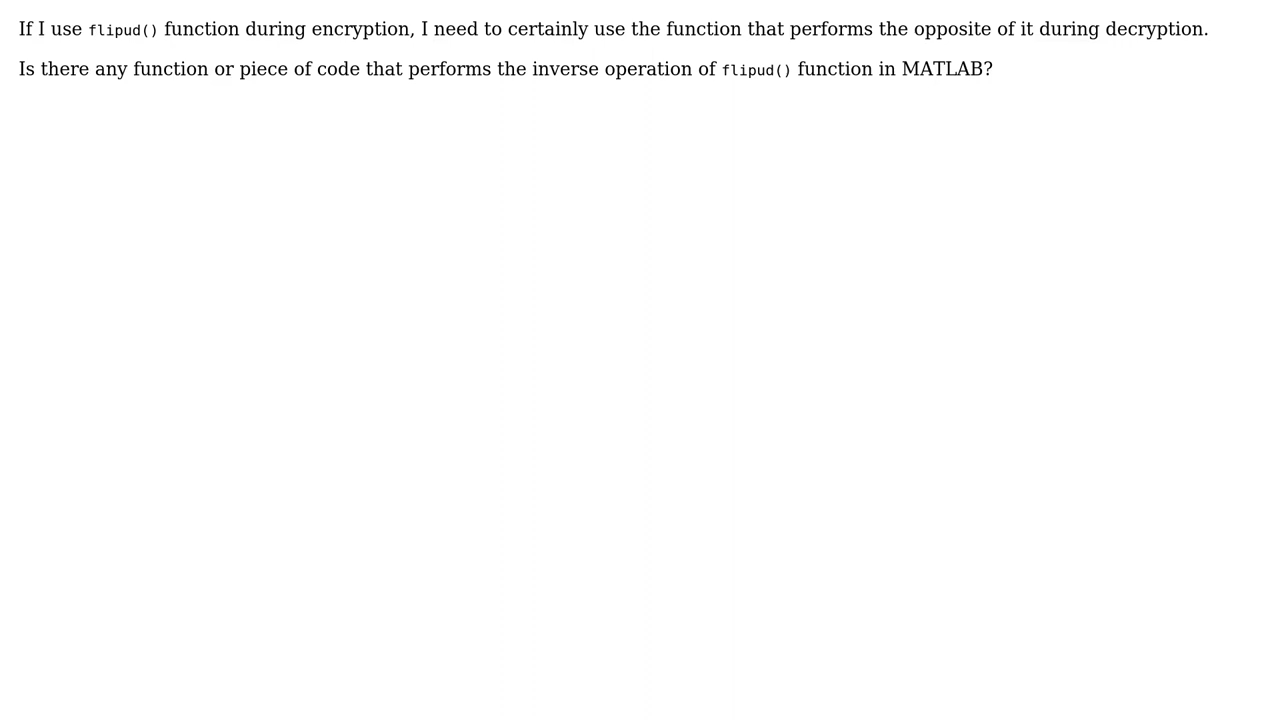 If I use flipud() function during encryption, I need to certainly use the function that performs the opposite of it during decryption.
Is there any function or piece of code that performs the inverse operation of flipud() function in MATLAB?